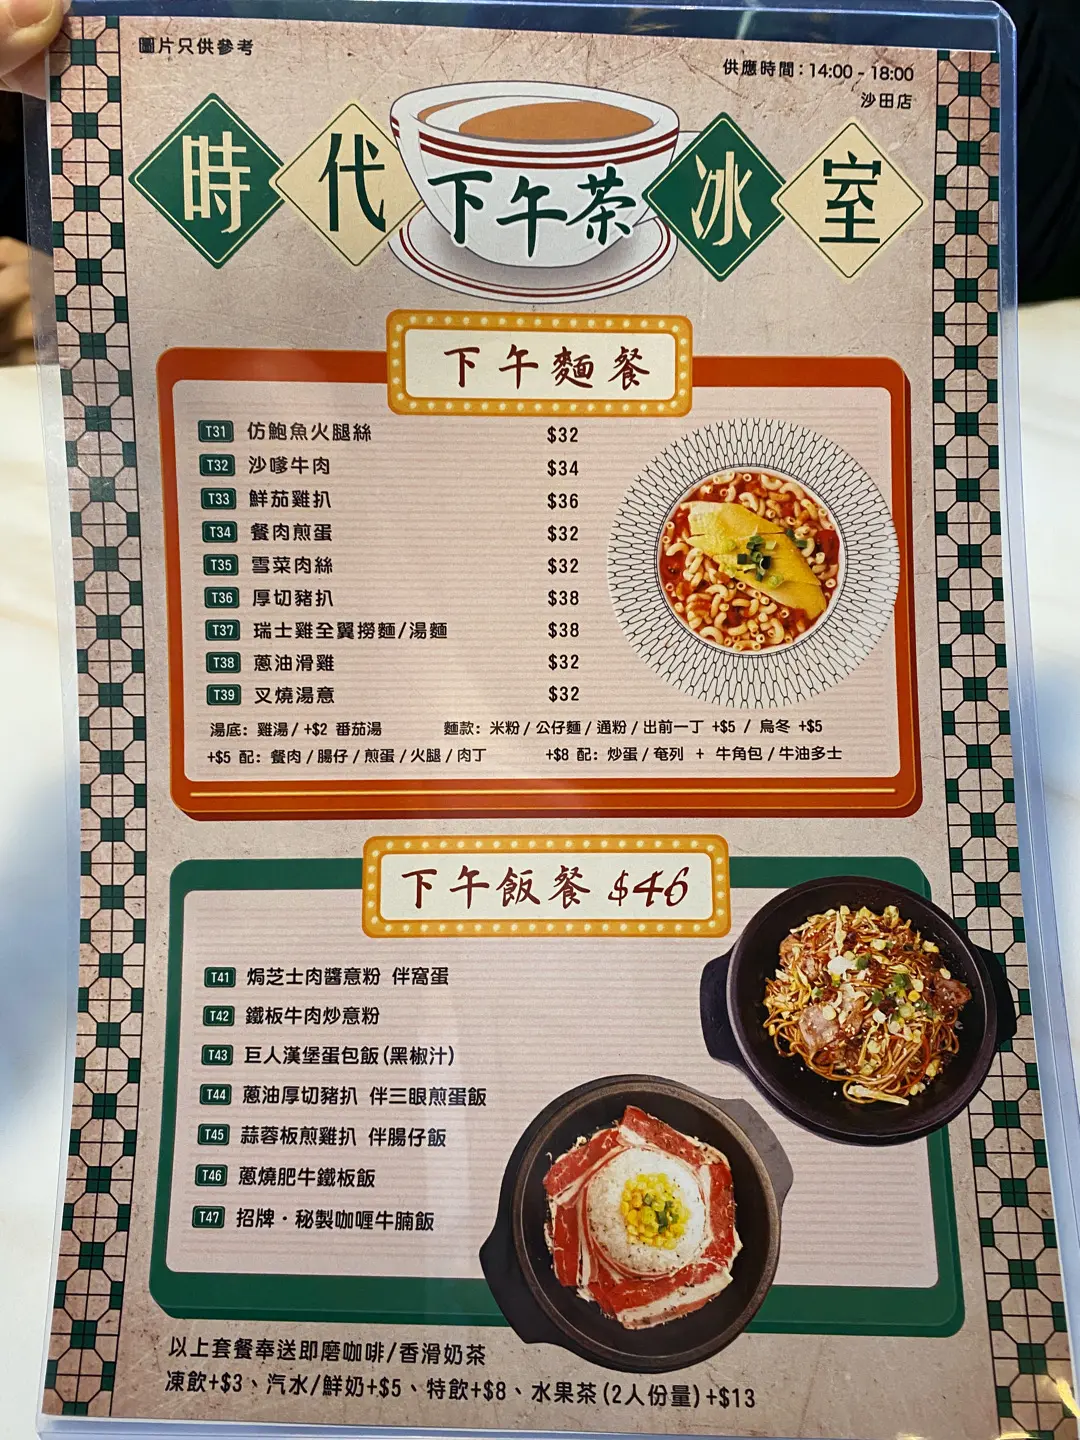 圖片只供參考
供應時間：14:00 - 18:00
沙田店
時代 下午茶 冰室
下午麵餐
T31 仿鮑魚火腿絲 $32
T32 沙嗲牛肉 $34
T33 鮮茄雞扒 $36
T34 餐肉煎蛋 $32
T35 雪菜肉絲 $32
T36 厚切豬扒 $38
T37 瑞士雞全翼撈麵/湯麵 $38
T38 蔥油滑雞 $32
T39 叉燒湯意 $32
湯底：雞湯 / +$2 番茄湯 麵款：米粉 / 公仔麵 / 通粉 / 出前一丁 +$5 / 烏冬 +$5
+$5 配：餐肉 / 腸仔 / 煎蛋 / 火腿 / 肉丁 +$8 配：炒蛋 / 奄列 + 牛角包 / 牛油多士
下午飯餐 $46
T41 焗芝士肉醬意粉 伴窩蛋
T42 鐵板牛肉炒意粉
T43 巨人漢堡蛋包飯(黑椒汁)
T44 蔥油厚切豬扒 伴三眼煎蛋飯
T45 蒜蓉板煎雞扒 伴腸仔飯
T46 蔥燒肥牛鐵板飯
T47 招牌・秘製咖喱牛腩飯
以上套餐奉送即磨咖啡/香滑奶茶
凍飲+$3、汽水/鮮奶+$5、特飲+$8、水果茶(2人份量)+$13